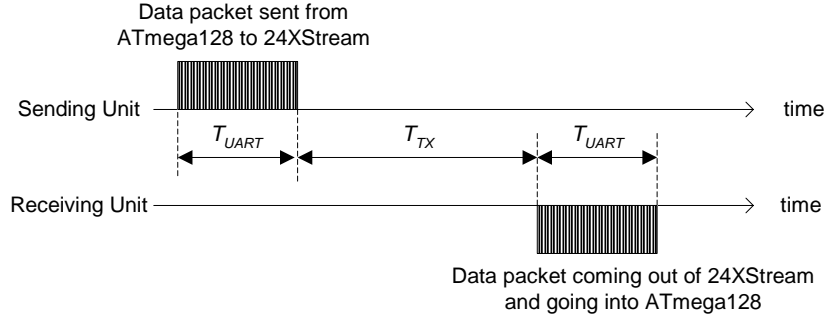 Data packet sent from
ATmega128 to 24XStream
Sending Unit
time
T_UART
T_TX
T_UART
Receiving Unit
time
Data packet coming out of 24XStream
and going into ATmega128